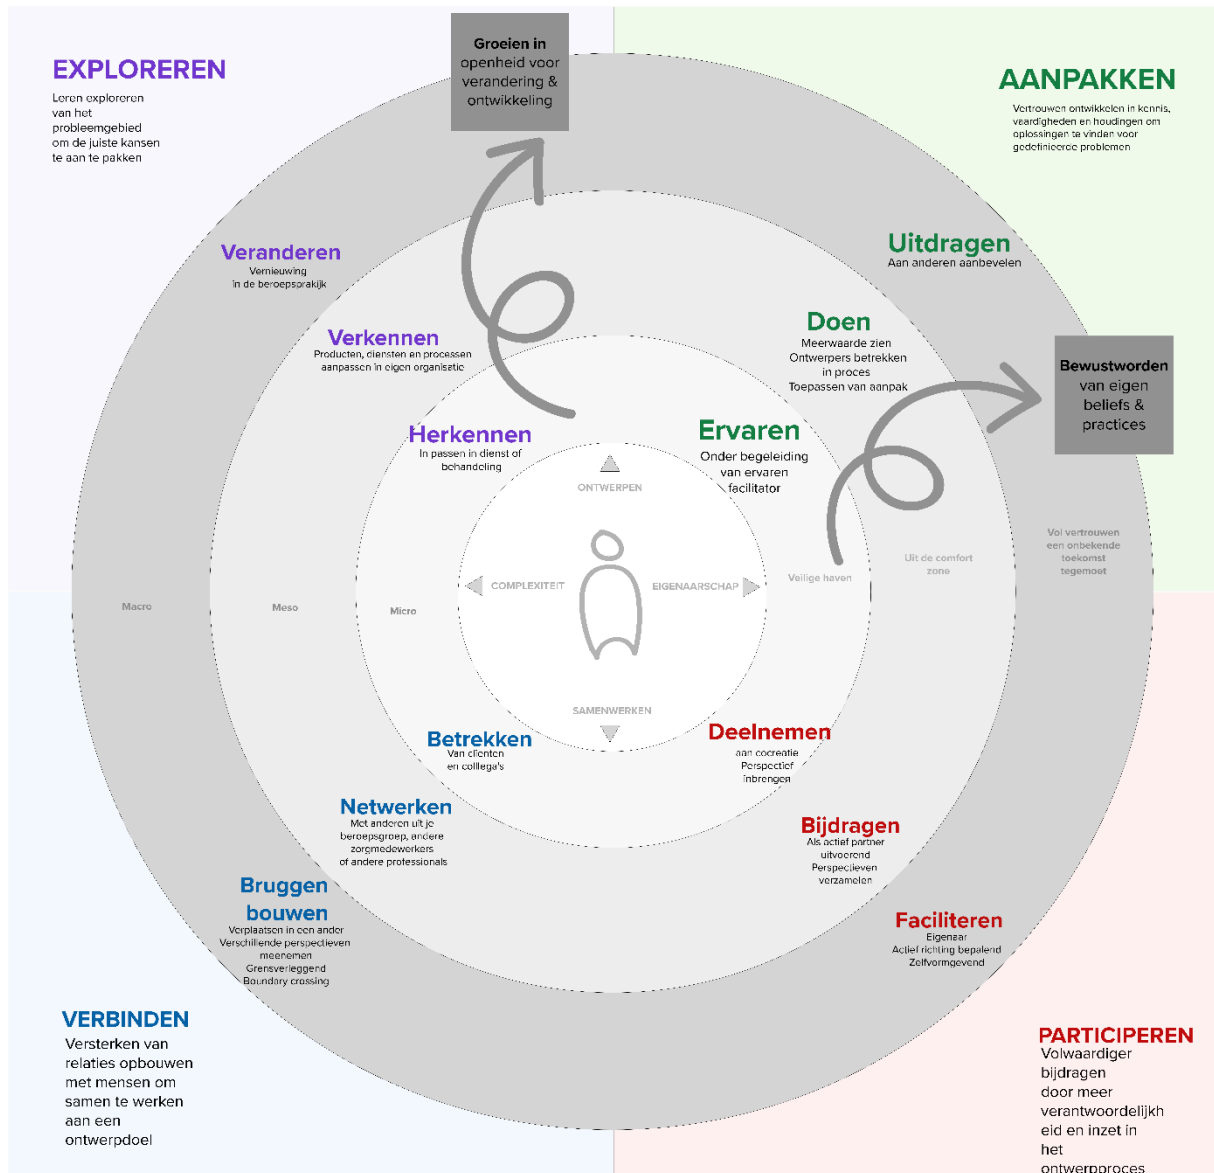 EXPLOREREN
Leren exploreren
van het
probleemgebied
om de juiste kansen
te aan te pakken
Groeien in
openheid voor
verandering &
ontwikkeling
AANPAKKEN
Vertrouwen ontwikkelen in kennis,
vaardigheden en houdingen om
oplossingen te vinden voor
gedefinieerde problemen
Veranderen
Vernieuwing
in de beroepsprakijk
Verkennen
Producten, diensten en processen
aanpassen in eigen organisatie
Herkennen
In passen in dienst of
behandeling
Uitdragen
Aan anderen aanbevelen
Doen
Meerwaarde zien
Ontwerpers betrekken
in proces
Toepassen van aanpak
Ervaren
Onder begeleiding
van ervaren
facilitator
Bewustworden
van eigen
beliefs &
practices
ONTWERPEN
COMPLEXITEIT
EIGENAARSCHAP
SAMENWERKEN
Macro
Meso
Micro
Veilige haven
Uit de comfort
zone
Vol vertrouwen
een onbekende
toekomst
tegemoet
Betrekken
Van clienten
en colllega's
Netwerken
Met anderen uit je
beroepsgroep, andere
zorgmedewerkers
of andere professionals
Bruggen
bouwen
Verplaatsen in een ander
Verschillende perspectieven
meenemen
Grensverleggend
Boundary crossing
Deelnemen
aan cocreatie
Perspectief
inbrengen
Bijdragen
Als actief partner
uitvoerend
Perspectieven
verzamelen
Faciliteren
Eigenaar
Actief richting bepalend
Zelfvormgevend
VERBINDEN
Versterken van
relaties opbouwen
met mensen om
samen te werken
aan een
ontwerpdoel
PARTICIPEREN
Volwaardiger
bijdragen
door meer
verantwoordelijkh
eid en inzet in
het
ontwerpproces